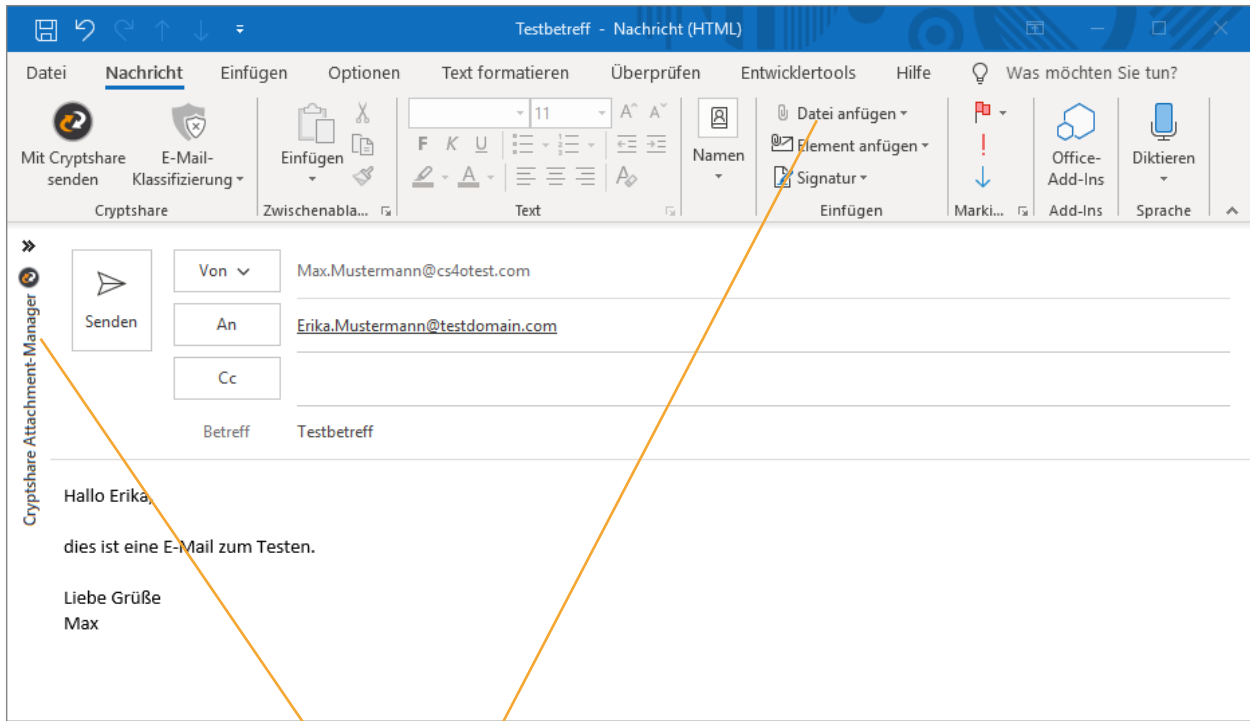 Testbetreff - Nachricht (HTML)
Datei Nachricht Einfügen Optionen Text formatieren Überprüfen Entwicklertools Hilfe Was möchten Sie tun?
Mit Cryptshare senden
E-Mail-Klassifizierung
Cryptshare
Einfügen
Zwischenabla...
11 A A
F K U
A A
Text
Namen
Datei anfügen
Element anfügen
Signatur
Einfügen
Marki...
Office-Add-Ins
Add-Ins
Diktieren
Sprache
Cryptshare Attachment-Manager
Senden
Von Max.Mustermann@cs4otest.com
An Erika.Mustermann@testdomain.com
Cc
Betreff Testbetreff
Hallo Erika,
dies ist eine E-Mail zum Testen.
Liebe Grüße
Max